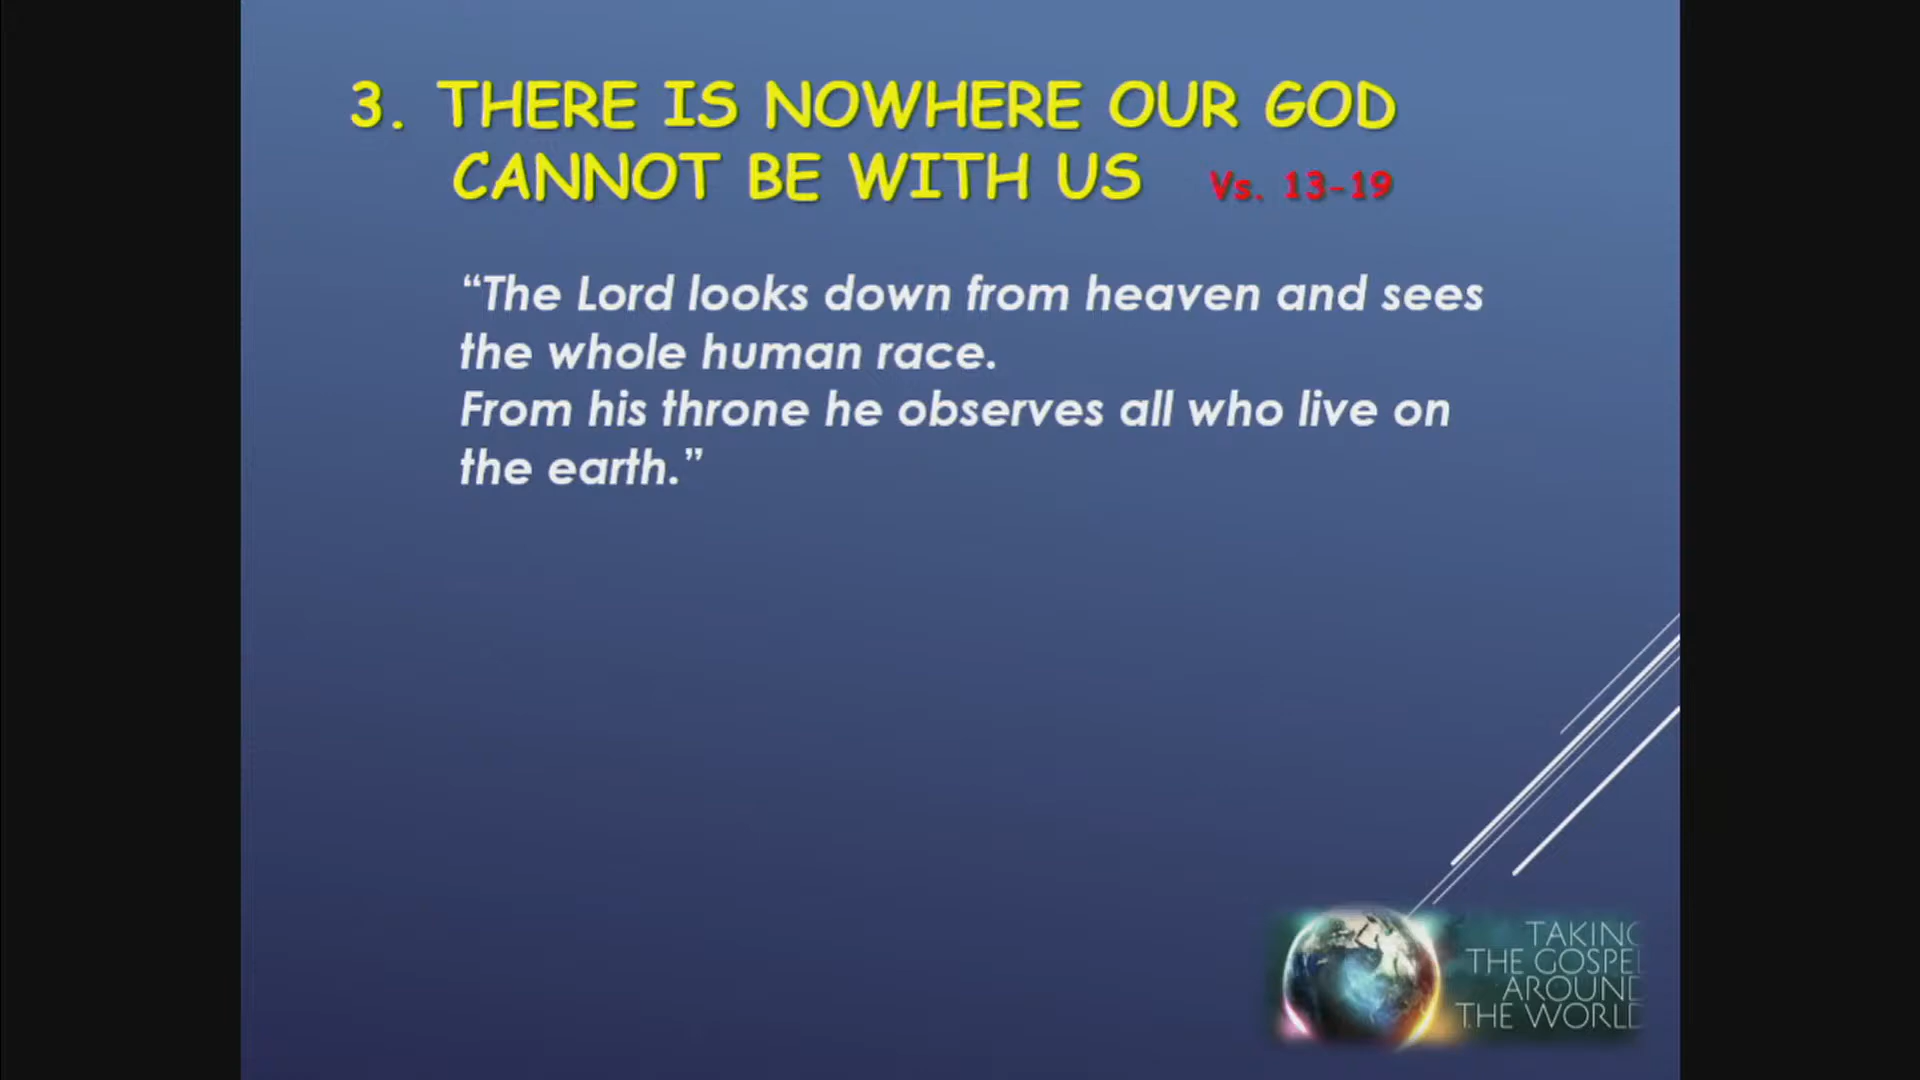 3. THERE IS NOWHERE OUR GOD
CANNOT BE WITH US Vs. 13-19
“The Lord looks down from heaven and sees
the whole human race.
From his throne he observes all who live on
the earth.”
TAKING
THE GOSPEL
AROUND
THE WORLD